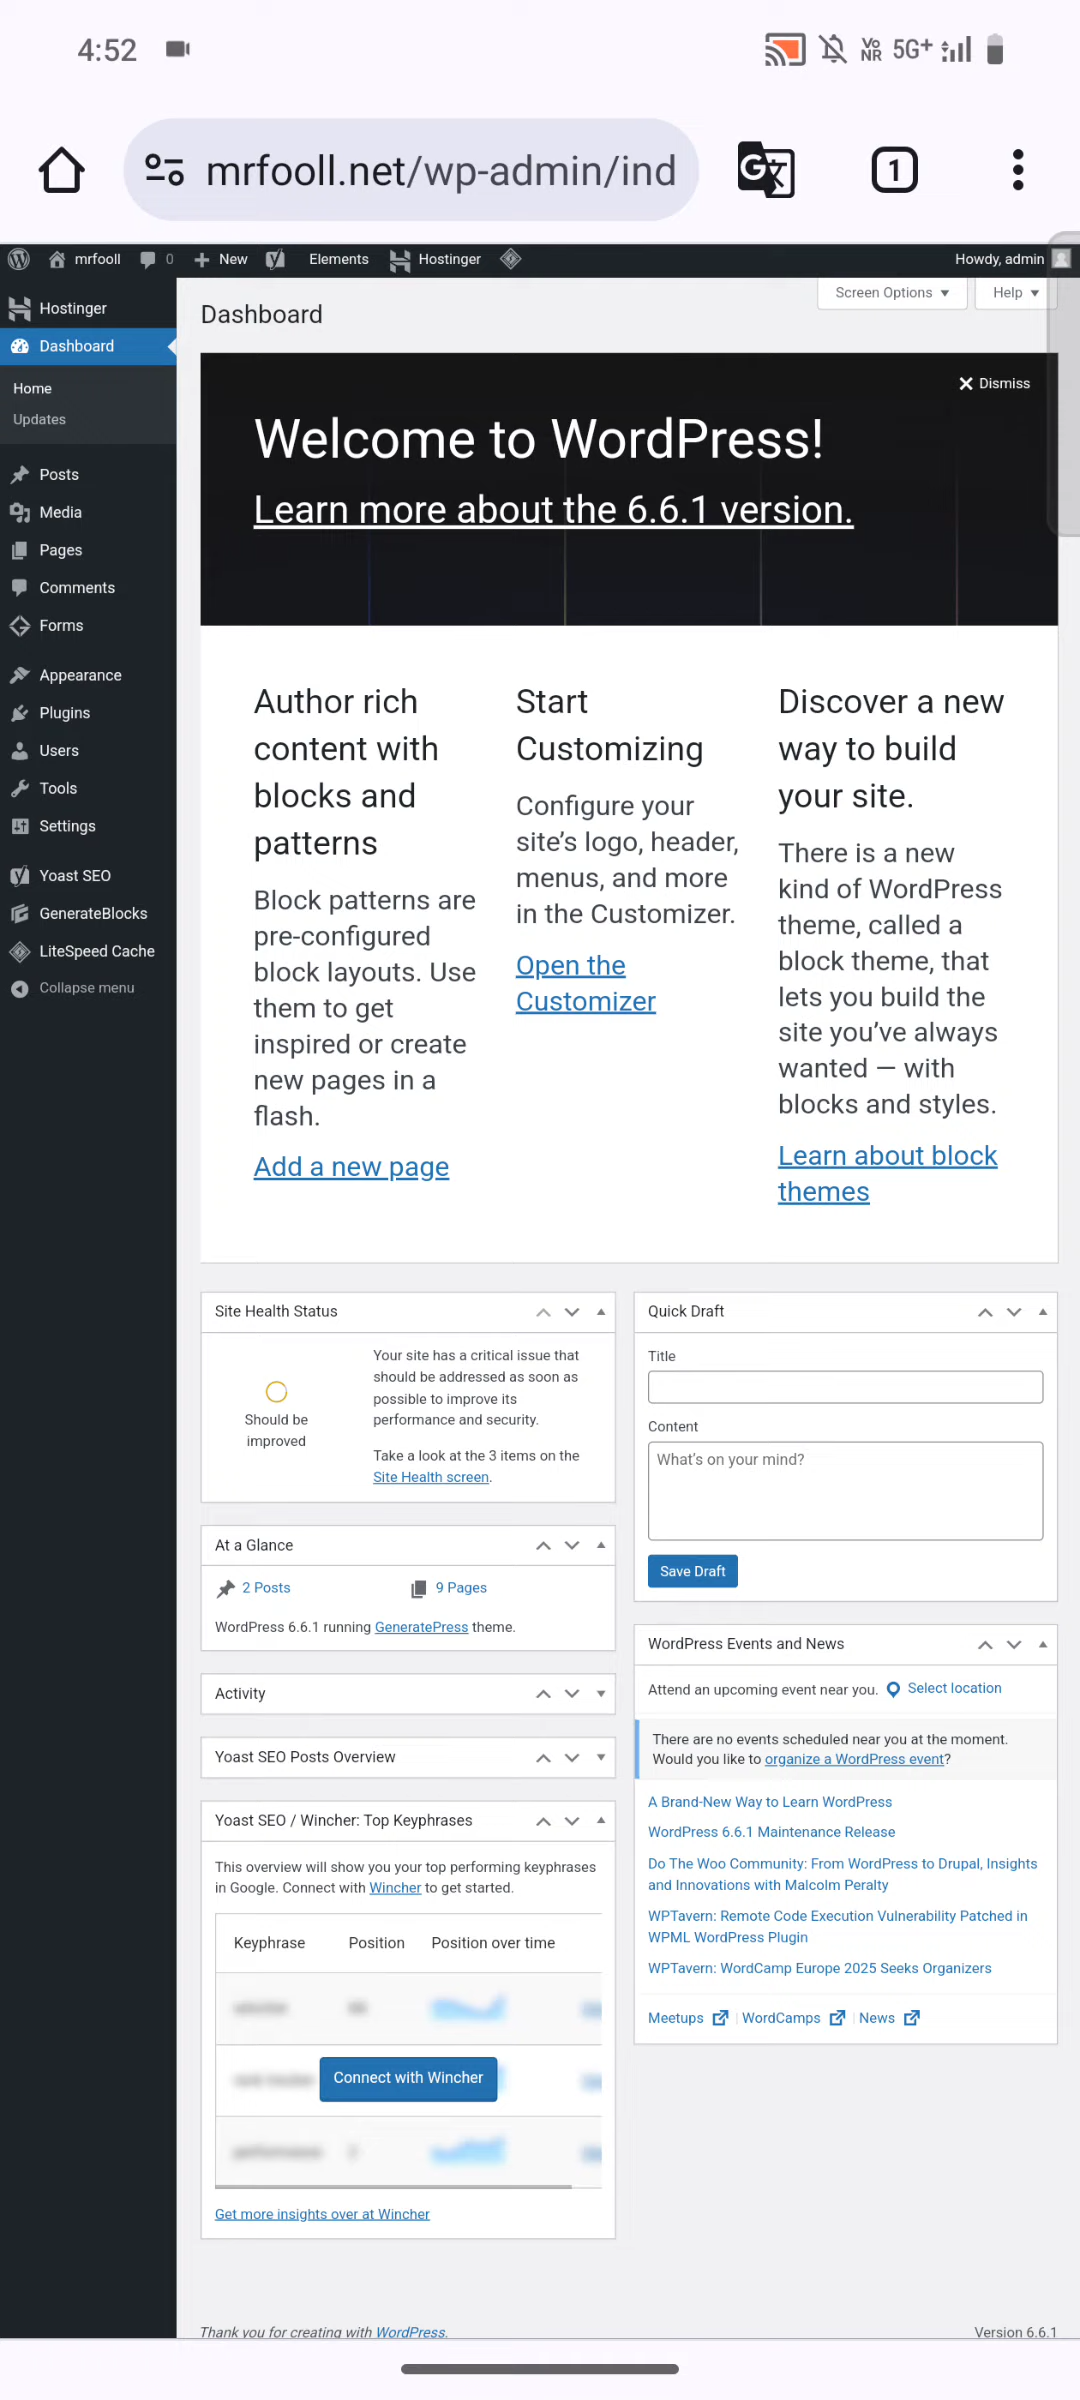 4:52
Vo NR 5G+
mrfooll.net/wp-admin/ind
1
mrfooll 0 New Elements Hostinger Howdy, admin
Hostinger
Dashboard
Home
Updates
Posts
Media
Pages
Comments
Forms
Appearance
Plugins
Users
Tools
Settings
Yoast SEO
GenerateBlocks
LiteSpeed Cache
Collapse menu
Screen Options ▼ Help ▼
Dashboard
Dismiss
Welcome to WordPress!
Learn more about the 6.6.1 version.
Author rich
content with
blocks and
patterns
Block patterns are
pre-configured
block layouts. Use
them to get
inspired or create
new pages in a
flash.
Add a new page
Start
Customizing
Configure your
site’s logo, header,
menus, and more
in the Customizer.
Open the
Customizer
Discover a new
way to build
your site.
There is a new
kind of WordPress
theme, called a
block theme, that
lets you build the
site you’ve always
wanted — with
blocks and styles.
Learn about block
themes
Site Health Status
Should be
improved
Your site has a critical issue that
should be addressed as soon as
possible to improve its
performance and security.
Take a look at the 3 items on the
Site Health screen.
At a Glance
2 Posts 9 Pages
WordPress 6.6.1 running GeneratePress theme.
Activity
Yoast SEO Posts Overview
Yoast SEO / Wincher: Top Keyphrases
This overview will show you your top performing keyphrases
in Google. Connect with Wincher to get started.
Keyphrase Position Position over time
Connect with Wincher
Get more insights over at Wincher
Quick Draft
Title
Content
What’s on your mind?
Save Draft
WordPress Events and News
Attend an upcoming event near you. Select location
There are no events scheduled near you at the moment.
Would you like to organize a WordPress event?
A Brand-New Way to Learn WordPress
WordPress 6.6.1 Maintenance Release
Do The Woo Community: From WordPress to Drupal, Insights
and Innovations with Malcolm Peralty
WPTavern: Remote Code Execution Vulnerability Patched in
WPML WordPress Plugin
WPTavern: WordCamp Europe 2025 Seeks Organizers
Meetups | WordCamps | News
Thank you for creating with WordPress. Version 6.6.1